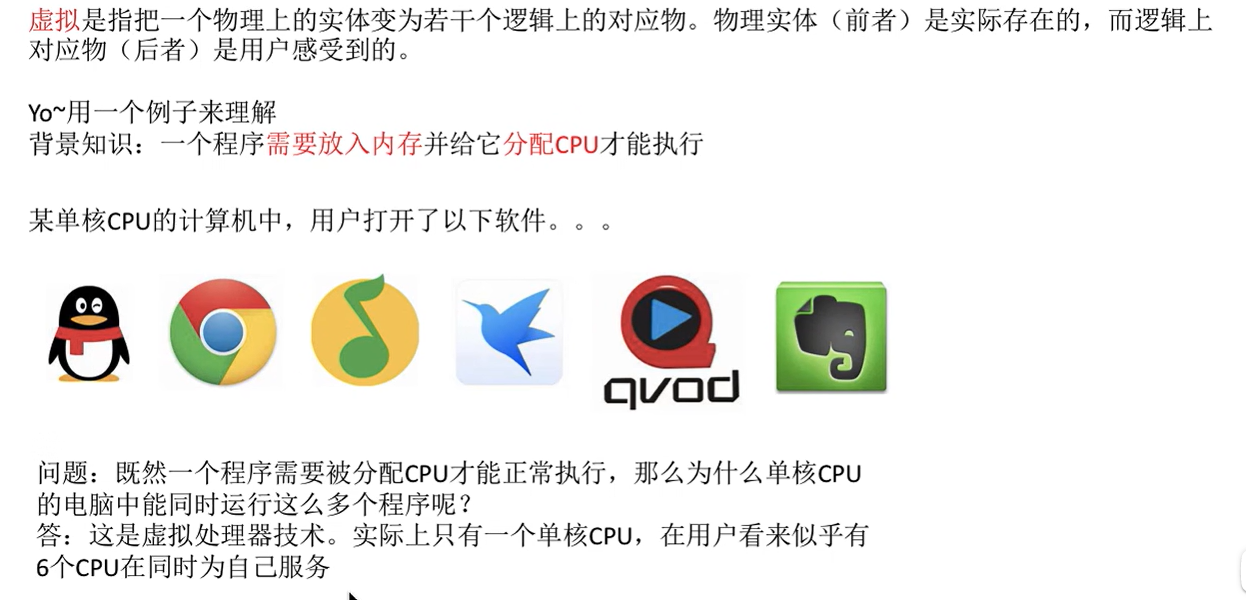 虚拟是指把一个物理上的实体变为若干个逻辑上的对应物。物理实体（前者）是实际存在的，而逻辑上
对应物（后者）是用户感受到的。
Yo~用一个例子来理解
背景知识：一个程序需要放入内存并给它分配CPU才能执行
某单核CPU的计算机中，用户打开了以下软件。。。
qvod
问题：既然一个程序需要被分配CPU才能正常执行，那么为什么单核CPU
的电脑中能同时运行这么多个程序呢？
答：这是虚拟处理器技术。实际上只有一个单核CPU，在用户看来似乎有
6个CPU在同时为自己服务